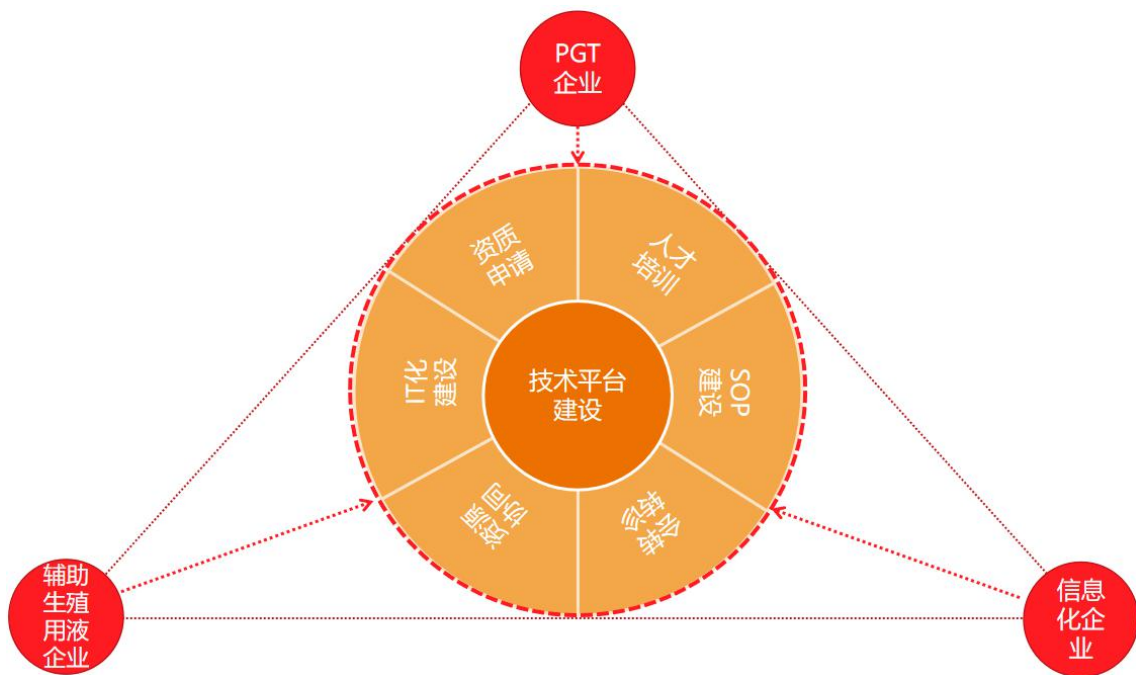 PGT
企业
资质
申请
人才
培训
IT化
建设
技术平台
建设
SOP
建设
资源
协同
会转
转诊
辅助
生殖
用液
企业
信息
化企
业